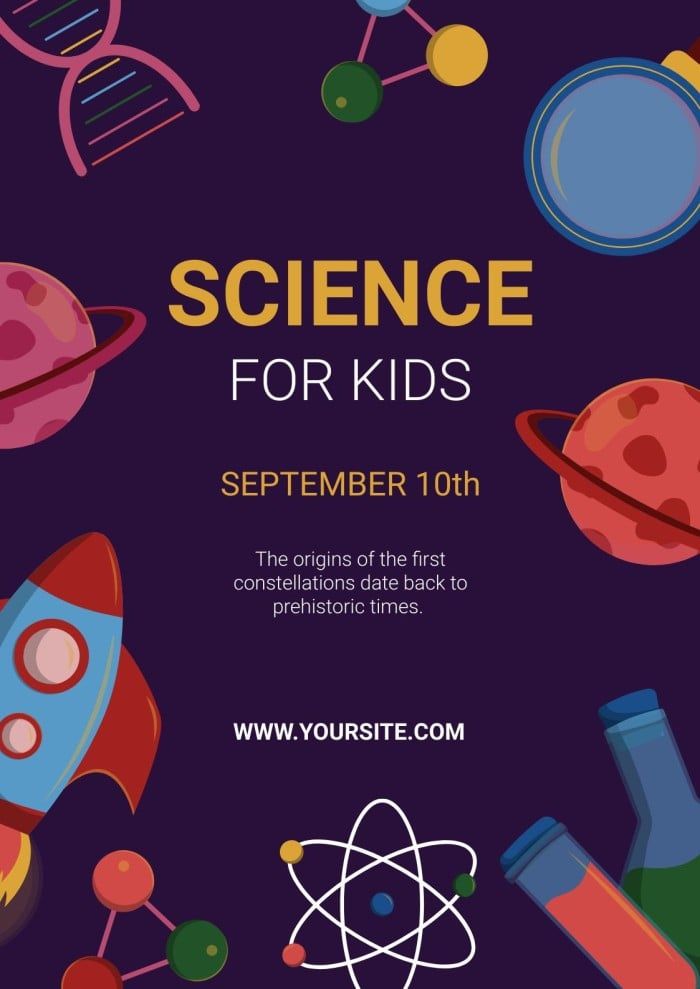 SCIENCE
FOR KIDS
SEPTEMBER 10th
The origins of the first
constellations date back to
prehistoric times.
WWW.YOURSITE.COM